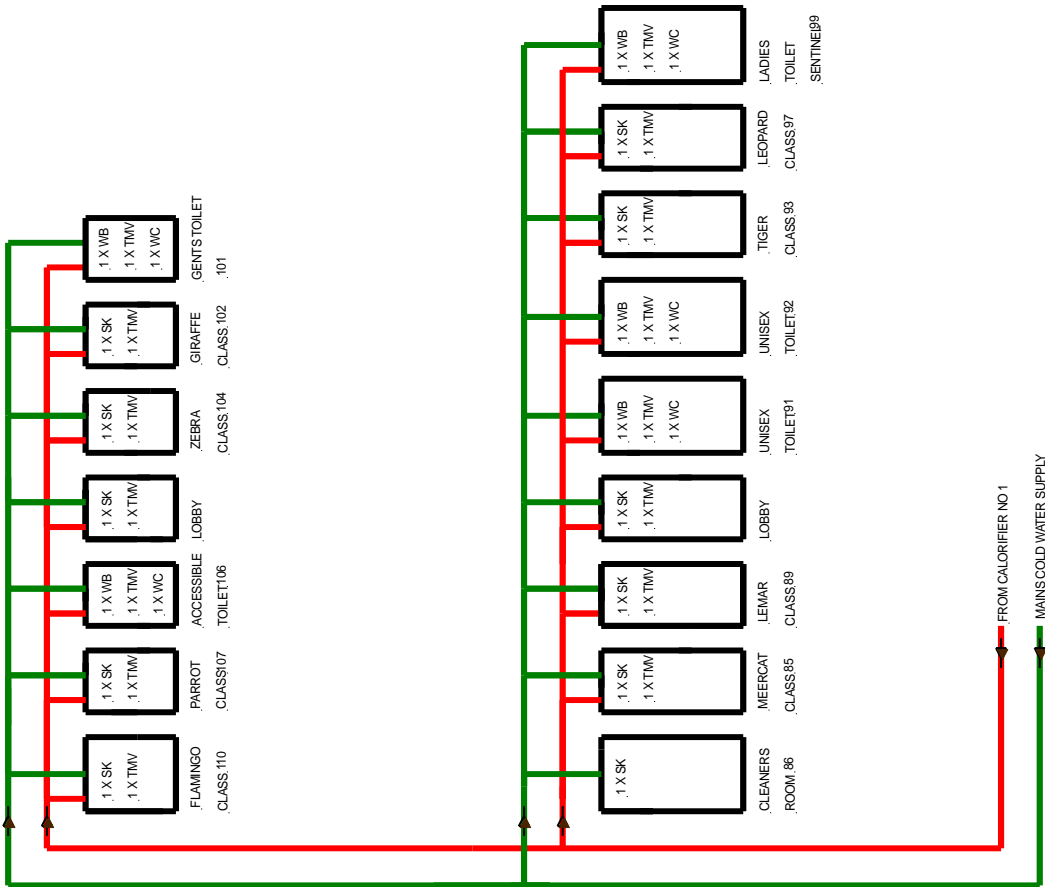 .1 X WB
.1 X TMV
.1 X WC
.GENTS TOILET
.101
.1 X SK
.1 X TMV
.GIRAFFE
.CLASS.102
.1 X SK
.1 X TMV
.ZEBRA
.CLASS.104
.1 X SK
.1 X TMV
.LOBBY
.1 X WB
.1 X TMV
.1 X WC
.ACCESSIBLE
.TOILET.106
.1 X SK
.1 X TMV
.PARROT
.CLASS107
.1 X SK
.1 X TMV
.FLAMINGO
.CLASS.110
.1 X WB
.1 X TMV
.1 X WC
.LADIES
.TOILET
.SENTINEL.99
.1 X SK
.1 X TMV
.LEOPARD
.CLASS.97
.1 X SK
.1 X TMV
.TIGER
.CLASS.93
.1 X WB
.1 X TMV
.1 X WC
.UNISEX
.TOILET.92
.1 X WB
.1 X TMV
.1 X WC
.UNISEX
.TOILET.91
.1 X SK
.1 X TMV
.LOBBY
.1 X SK
.1 X TMV
.LEMAR
.CLASS.89
.1 X SK
.1 X TMV
.MEERCAT
.CLASS.85
.1 X SK
.CLEANERS
.ROOM.86
.FROM CALORIFIER NO 1
.MAINS COLD WATER SUPPLY